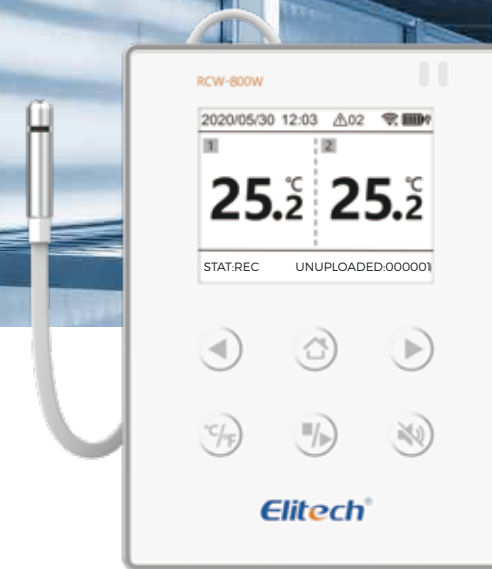 RCW-800W
2020/05/30 12:03 ⚠02
1 2
25.2℃ 25.2℃
STAT:REC UNUPLOADED:000001
℃/℉
Elitech®